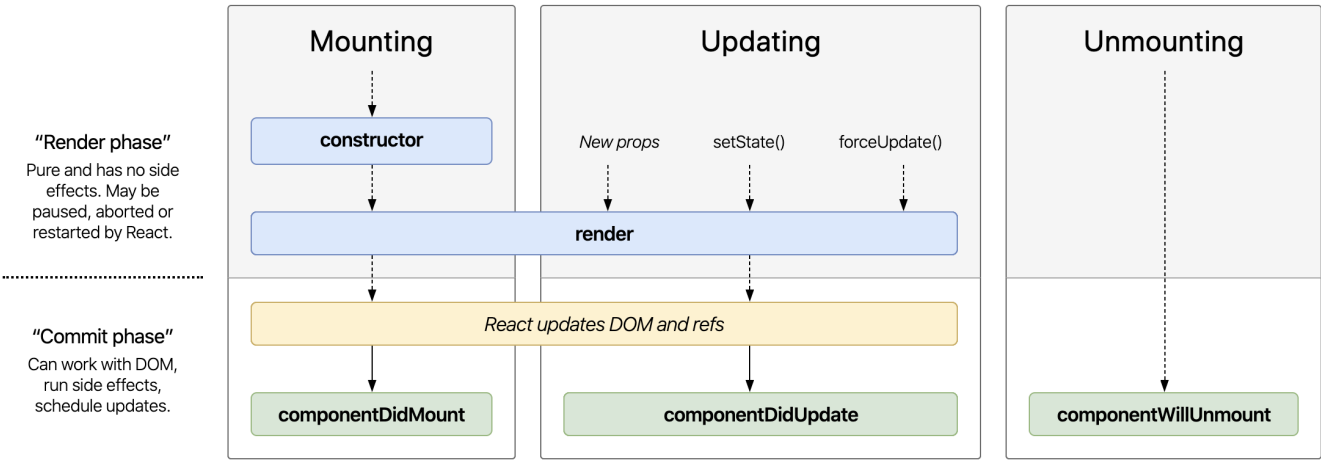 Mounting
Updating
Unmounting
“Render phase”
Pure and has no side
effects. May be
paused, aborted or
restarted by React.
constructor
New props
setState()
forceUpdate()
render
“Commit phase”
Can work with DOM,
run side effects,
schedule updates.
React updates DOM and refs
componentDidMount
componentDidUpdate
componentWillUnmount